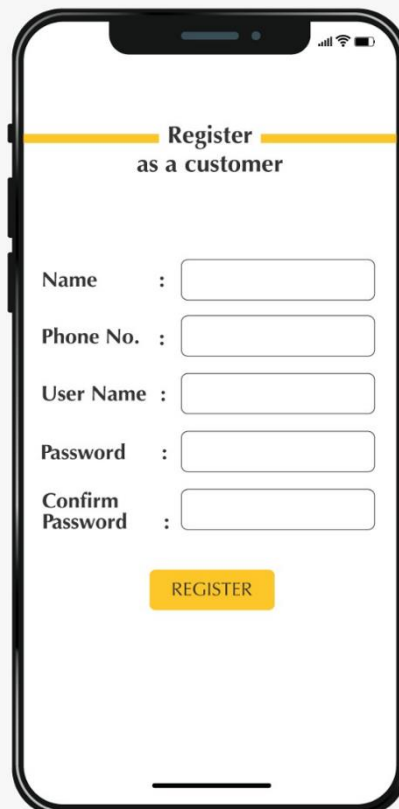 Register
as a customer
Name :
Phone No. :
User Name :
Password :
Confirm
Password :
REGISTER